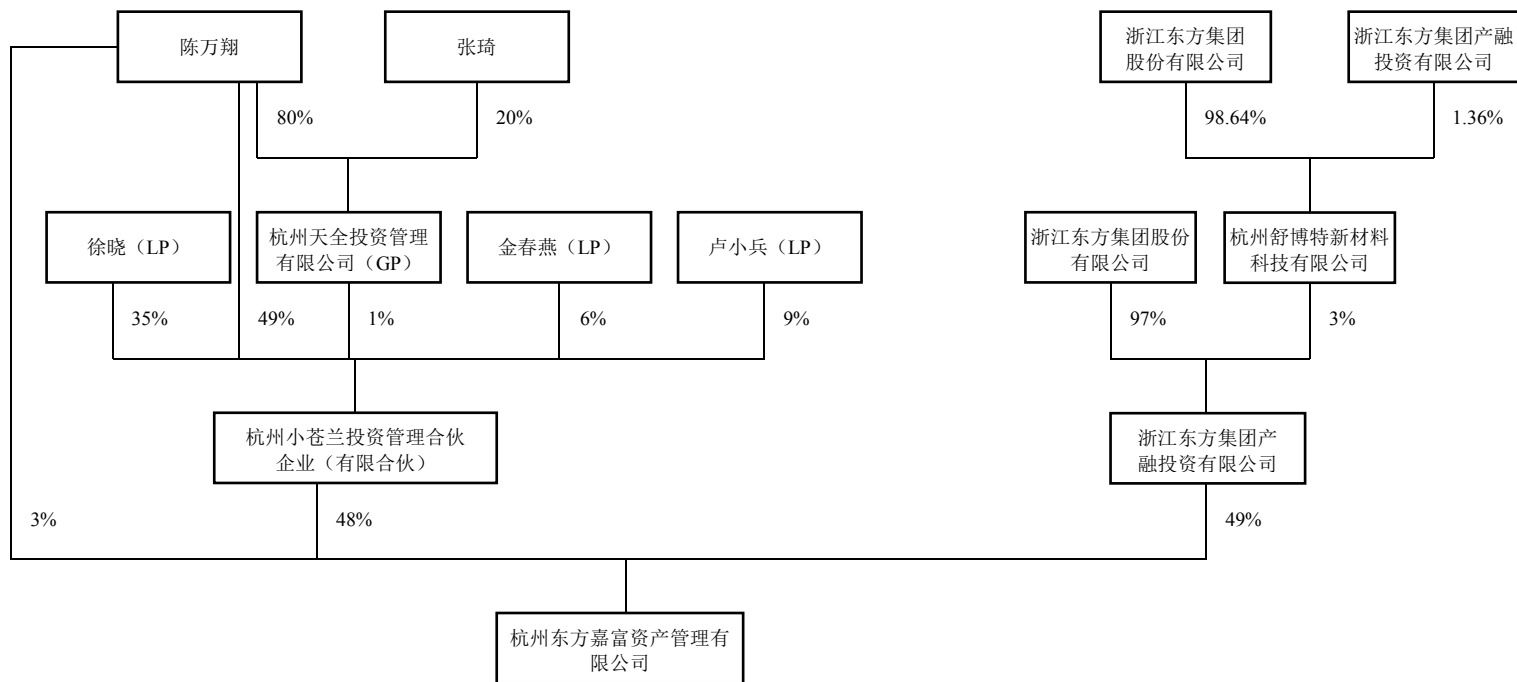 陈万翔
张琦
浙江东方集团
股份有限公司
浙江东方集团产融
投资有限公司
80%
20%
98.64%
1.36%
徐晓（LP）
杭州天全投资管理
有限公司（GP）
金春燕（LP）
卢小兵（LP）
浙江东方集团股份
有限公司
杭州舒博特新材料
科技有限公司
35%
49%
1%
6%
9%
97%
3%
杭州小苍兰投资管理合伙
企业（有限合伙）
浙江东方集团产
融投资有限公司
3%
48%
49%
杭州东方嘉富资产管理有
限公司